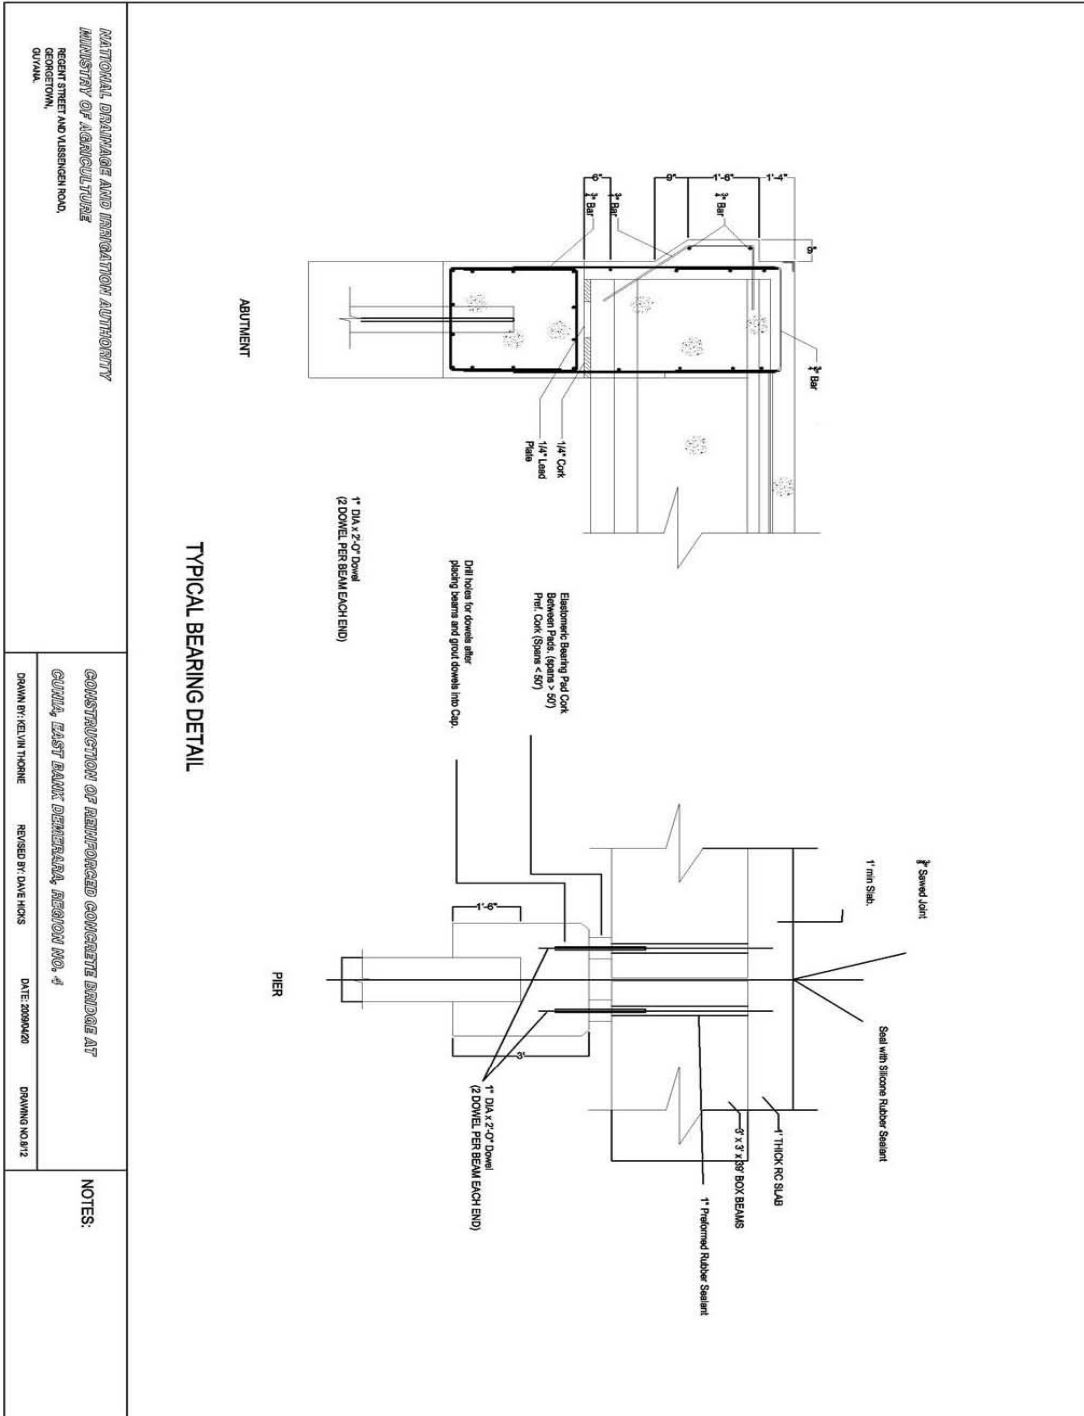 1'-4"
1'-6"
9"
6"
9"
¾" Bar
¾" Bar
¾" Bar
¾" Bar
1/4" Cork
1/4" Lead
Plate
ABUTMENT
1" DIA x 2'-0" Dowel
(2 DOWEL PER BEAM EACH END)
Elastomeric Bearing Pad Cork
Between Pads. (spans > 50')
Pref. Cork (Spans < 50')
Drill holes for dowels after
placing beams and grout dowels into Cap.
TYPICAL BEARING DETAIL
Sawed Joint
1' min Slab.
Seal with Silicone Rubber Sealant
1' THICK RC SLAB
3' x 3' x 39' BOX BEAMS
1" Preformed Rubber Sealant
1'-6"
3'
1" DIA x 2'-0" Dowel
(2 DOWEL PER BEAM EACH END)
PIER
NATIONAL DRAINAGE AND IRRIGATION AUTHORITY
MINISTRY OF AGRICULTURE
REGENT STREET AND VLISSENGEN ROAD,
GEORGETOWN,
GUYANA.
CONSTRUCTION OF REINFORCED CONCRETE BRIDGE AT
CUNIA, EAST BANK DEMERARA, REGION NO. 4
DRAWN BY: KELVIN THORNE
REVISED BY: DAVE HICKS
DATE: 2009/04/20
DRAWING NO.8/12
NOTES: